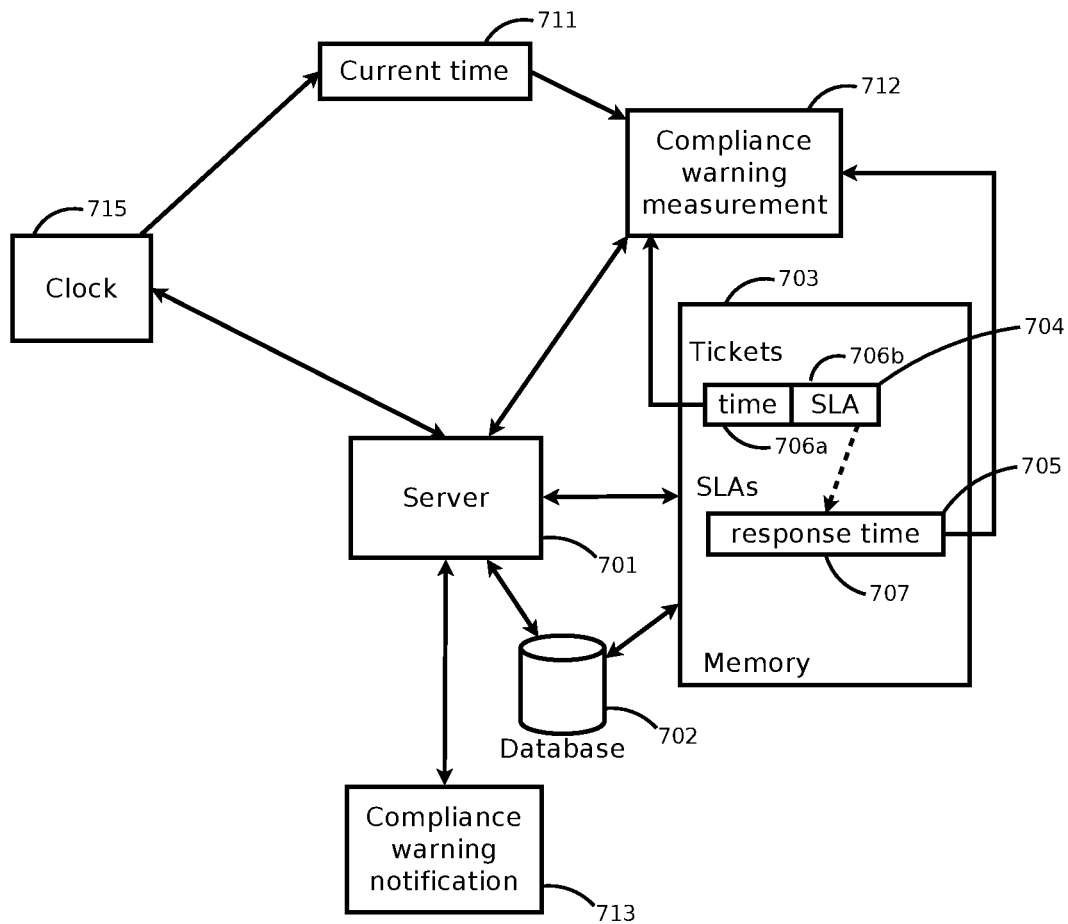 711
Current time
712
Compliance
warning
measurement
715
Clock
703
704
Tickets
706b
time
SLA
706a
705
SLAs
Server
response time
701
707
Memory
702
Database
Compliance
warning
notification
713